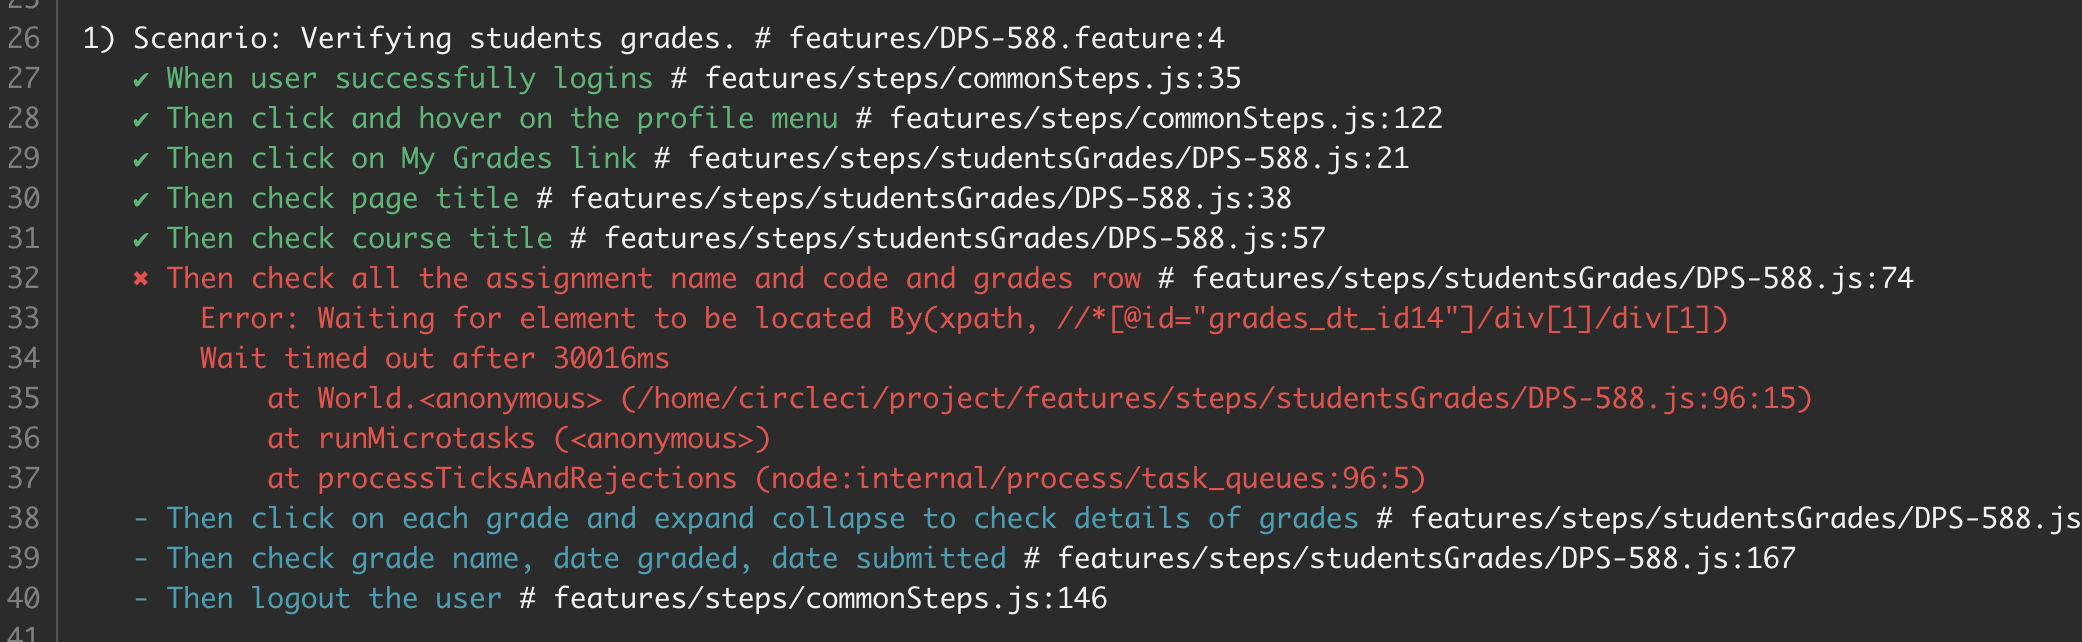 25
26 1) Scenario: Verifying students grades. # features/DPS-588.feature:4
27 ✔ When user successfully logins # features/steps/commonSteps.js:35
28 ✔ Then click and hover on the profile menu # features/steps/commonSteps.js:122
29 ✔ Then click on My Grades link # features/steps/studentsGrades/DPS-588.js:21
30 ✔ Then check page title # features/steps/studentsGrades/DPS-588.js:38
31 ✔ Then check course title # features/steps/studentsGrades/DPS-588.js:57
32 ✖ Then check all the assignment name and code and grades row # features/steps/studentsGrades/DPS-588.js:74
33 Error: Waiting for element to be located By(xpath, //*[@id="grades_dt_id14"]/div[1]/div[1])
34 Wait timed out after 30016ms
35 at World.<anonymous> (/home/circleci/project/features/steps/studentsGrades/DPS-588.js:96:15)
36 at runMicrotasks (<anonymous>)
37 at processTicksAndRejections (node:internal/process/task_queues:96:5)
38 - Then click on each grade and expand collapse to check details of grades # features/steps/studentsGrades/DPS-588.js
39 - Then check grade name, date graded, date submitted # features/steps/studentsGrades/DPS-588.js:167
40 - Then logout the user # features/steps/commonSteps.js:146
41